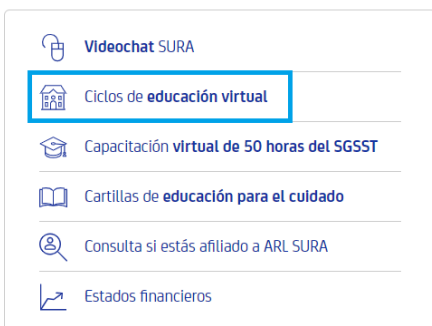 Videochat SURA
Ciclos de educación virtual
Capacitación virtual de 50 horas del SGSST
Cartillas de educación para el cuidado
Consulta si estás afiliado a ARL SURA
Estados financieros